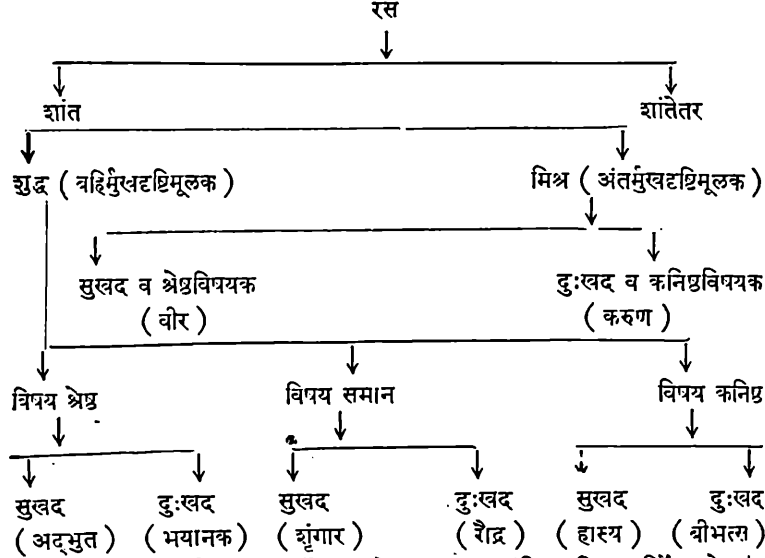 रस
शांत शांतेतर
शुद्ध ( बहिर्मुखदृष्टिमूलक ) मिश्र ( अंतर्मुखदृष्टिमूलक )
सुखद व श्रेष्ठविषयक दुःखद व कनिष्ठविषयक
( वीर ) ( करुण )
विषय श्रेष्ठ विषय समान विषय कनिष्ठ
सुखद दुःखद सुखद दुःखद सुखद दुःखद
( अद्भुत ) ( भयानक ) ( शृंगार ) ( रौद्र ) ( हास्य ) ( बीभत्स )